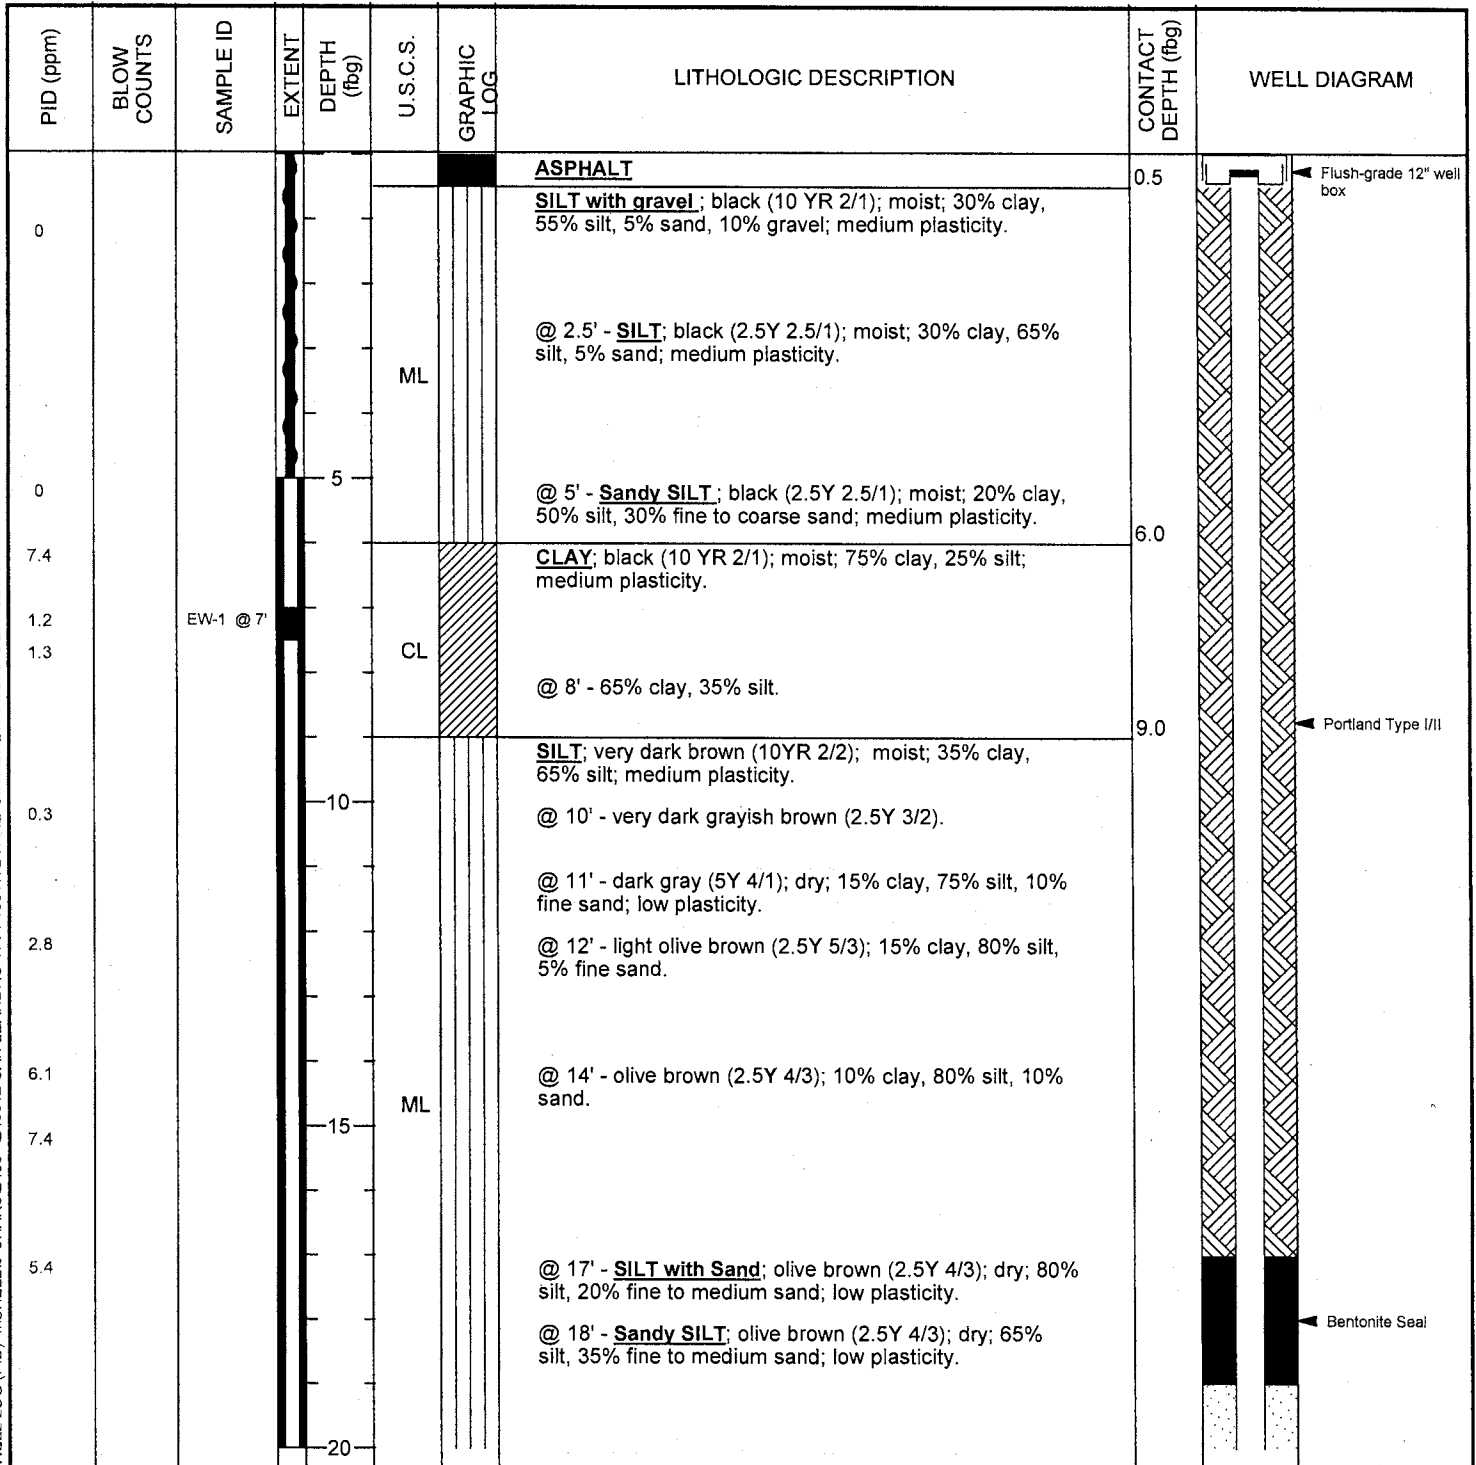 PID (ppm)
BLOW
COUNTS
SAMPLE ID
EXTENT
DEPTH
(fbg)
U.S.C.S.
GRAPHIC
LOG
LITHOLOGIC DESCRIPTION
CONTACT
DEPTH (fbg)
WELL DIAGRAM
ASPHALT
0.5
Flush-grade 12" well
box
SILT with gravel ; black (10 YR 2/1); moist; 30% clay,
55% silt, 5% sand, 10% gravel; medium plasticity.
0
@ 2.5' - SILT; black (2.5Y 2.5/1); moist; 30% clay, 65%
silt, 5% sand; medium plasticity.
ML
5
0
@ 5' - Sandy SILT ; black (2.5Y 2.5/1); moist; 20% clay,
50% silt, 30% fine to coarse sand; medium plasticity.
6.0
7.4
CLAY; black (10 YR 2/1); moist; 75% clay, 25% silt;
medium plasticity.
1.2
EW-1 @ 7'
1.3
CL
@ 8' - 65% clay, 35% silt.
9.0
Portland Type I/II
SILT; very dark brown (10YR 2/2); moist; 35% clay,
65% silt; medium plasticity.
10
0.3
@ 10' - very dark grayish brown (2.5Y 3/2).
@ 11' - dark gray (5Y 4/1); dry; 15% clay, 75% silt, 10%
fine sand; low plasticity.
2.8
@ 12' - light olive brown (2.5Y 5/3); 15% clay, 80% silt,
5% fine sand.
6.1
@ 14' - olive brown (2.5Y 4/3); 10% clay, 80% silt, 10%
sand.
ML
15
7.4
5.4
@ 17' - SILT with Sand; olive brown (2.5Y 4/3); dry; 80%
silt, 20% fine to medium sand; low plasticity.
Bentonite Seal
@ 18' - Sandy SILT; olive brown (2.5Y 4/3); dry; 65%
silt, 35% fine to medium sand; low plasticity.
20